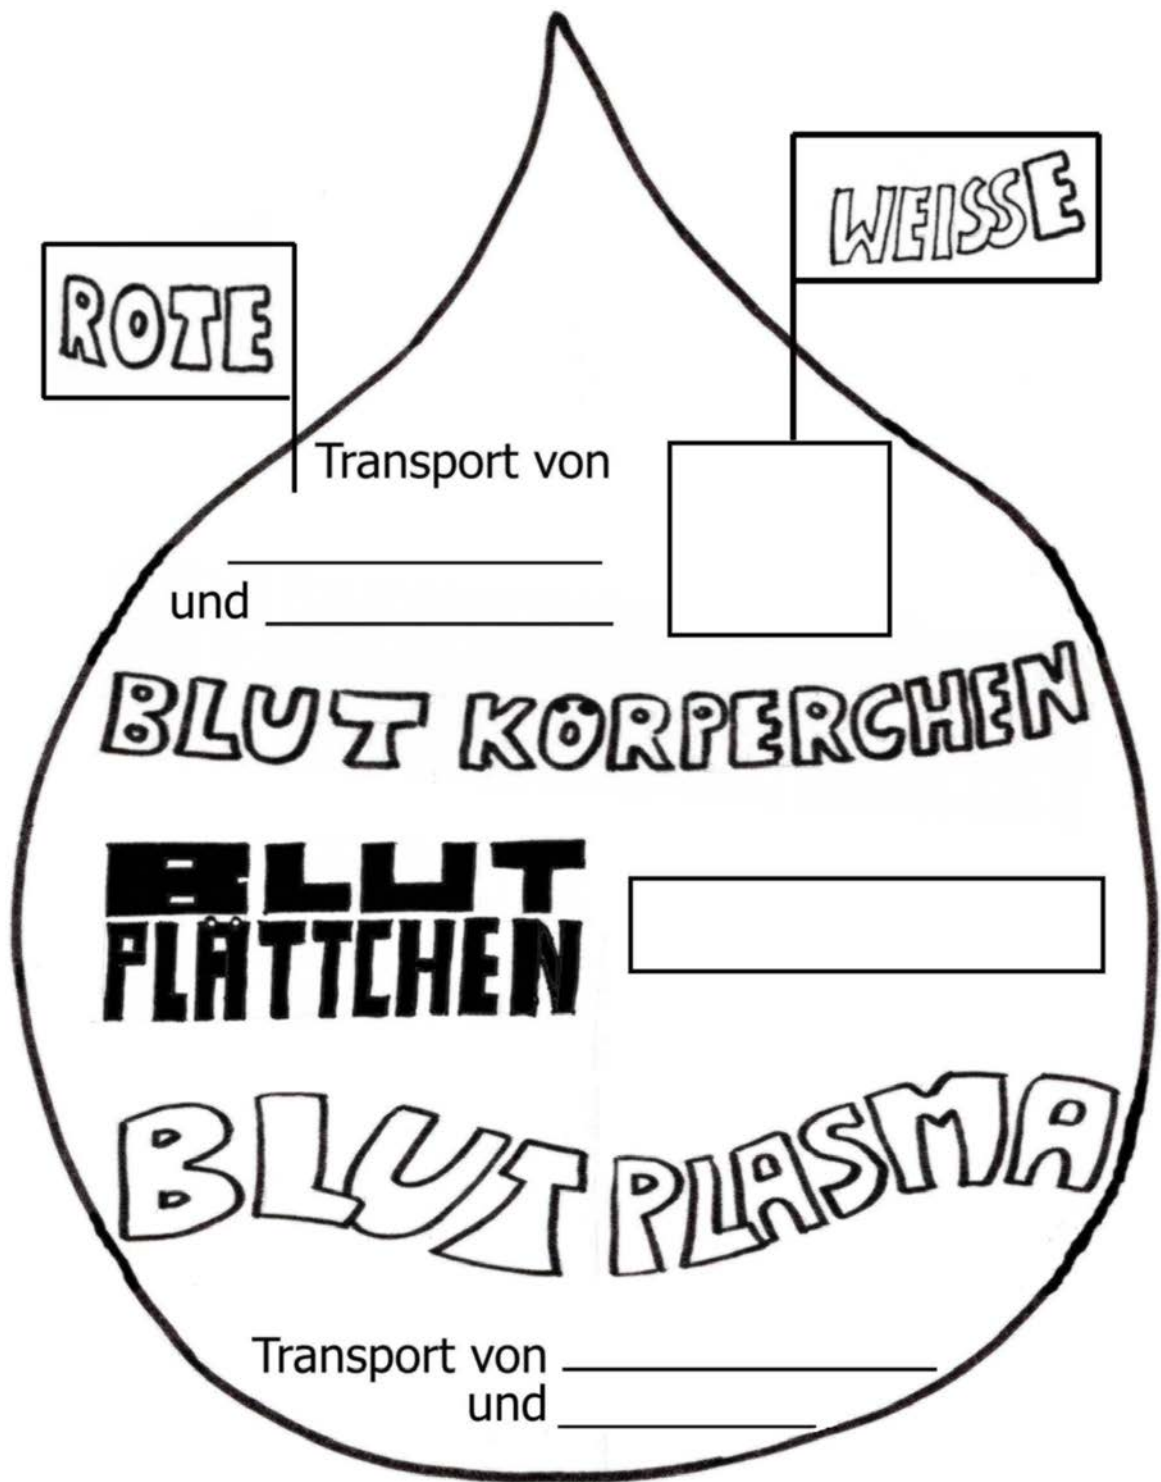 WEISSE
ROTE
Transport von
und
BLUT KÖRPERCHEN
BLUT
PLÄTTCHEN
BLUT PLASMA
Transport von
und